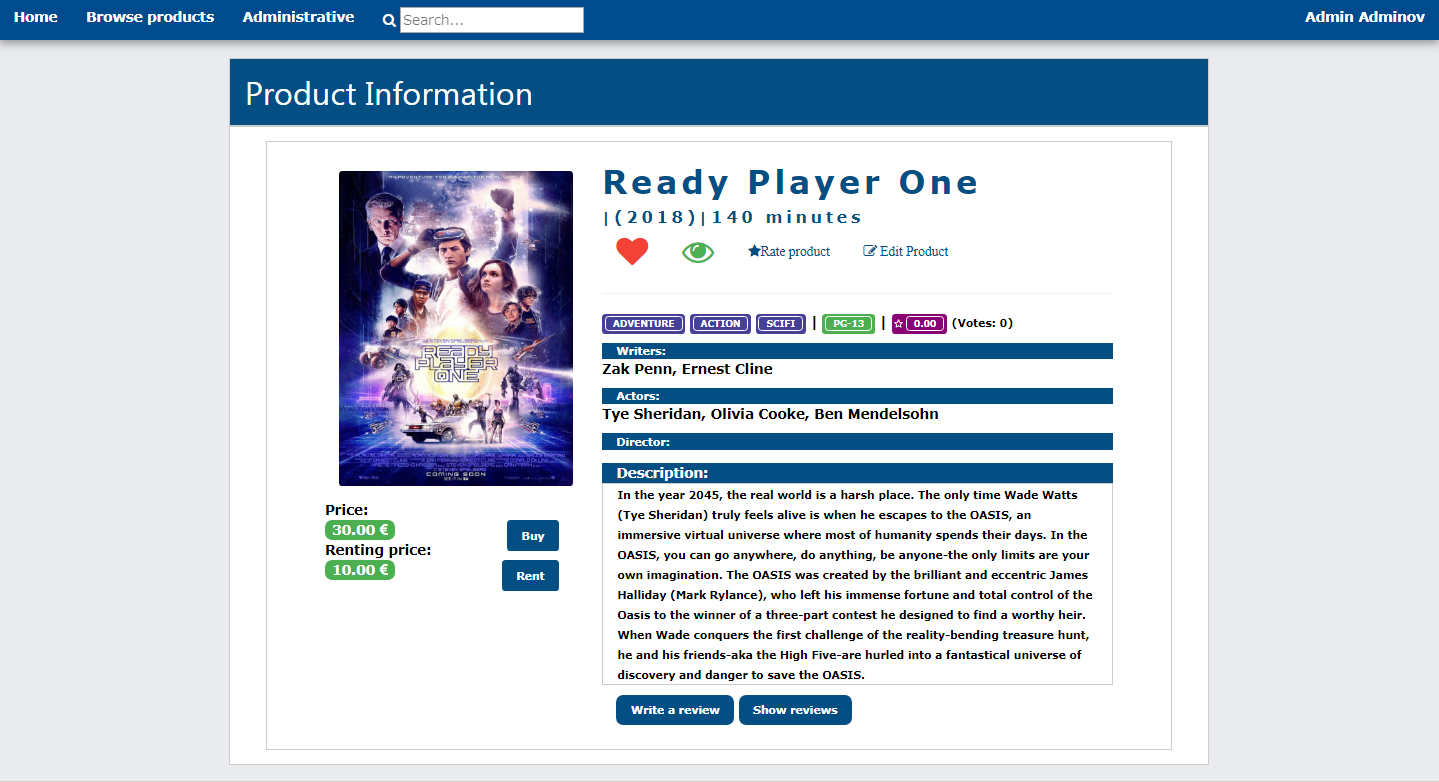 Home Browse products Administrative Search... Admin Adminov
Product Information
Ready Player One
|(2018)|140 minutes
Rate product Edit Product
ADVENTURE ACTION SCIFI | PG-13 | 0.00 (Votes: 0)
Writers:
Zak Penn, Ernest Cline
Actors:
Tye Sheridan, Olivia Cooke, Ben Mendelsohn
Director:
Description:
In the year 2045, the real world is a harsh place. The only time Wade Watts
(Tye Sheridan) truly feels alive is when he escapes to the OASIS, an
immersive virtual universe where most of humanity spends their days. In the
OASIS, you can go anywhere, do anything, be anyone-the only limits are your
own imagination. The OASIS was created by the brilliant and eccentric James
Halliday (Mark Rylance), who left his immense fortune and total control of the
Oasis to the winner of a three-part contest he designed to find a worthy heir.
When Wade conquers the first challenge of the reality-bending treasure hunt,
he and his friends-aka the High Five-are hurled into a fantastical universe of
discovery and danger to save the OASIS.
Write a review Show reviews
READY
PLAYER
ONE
COMING SOON
Price:
30.00 €
Buy
Renting price:
10.00 €
Rent